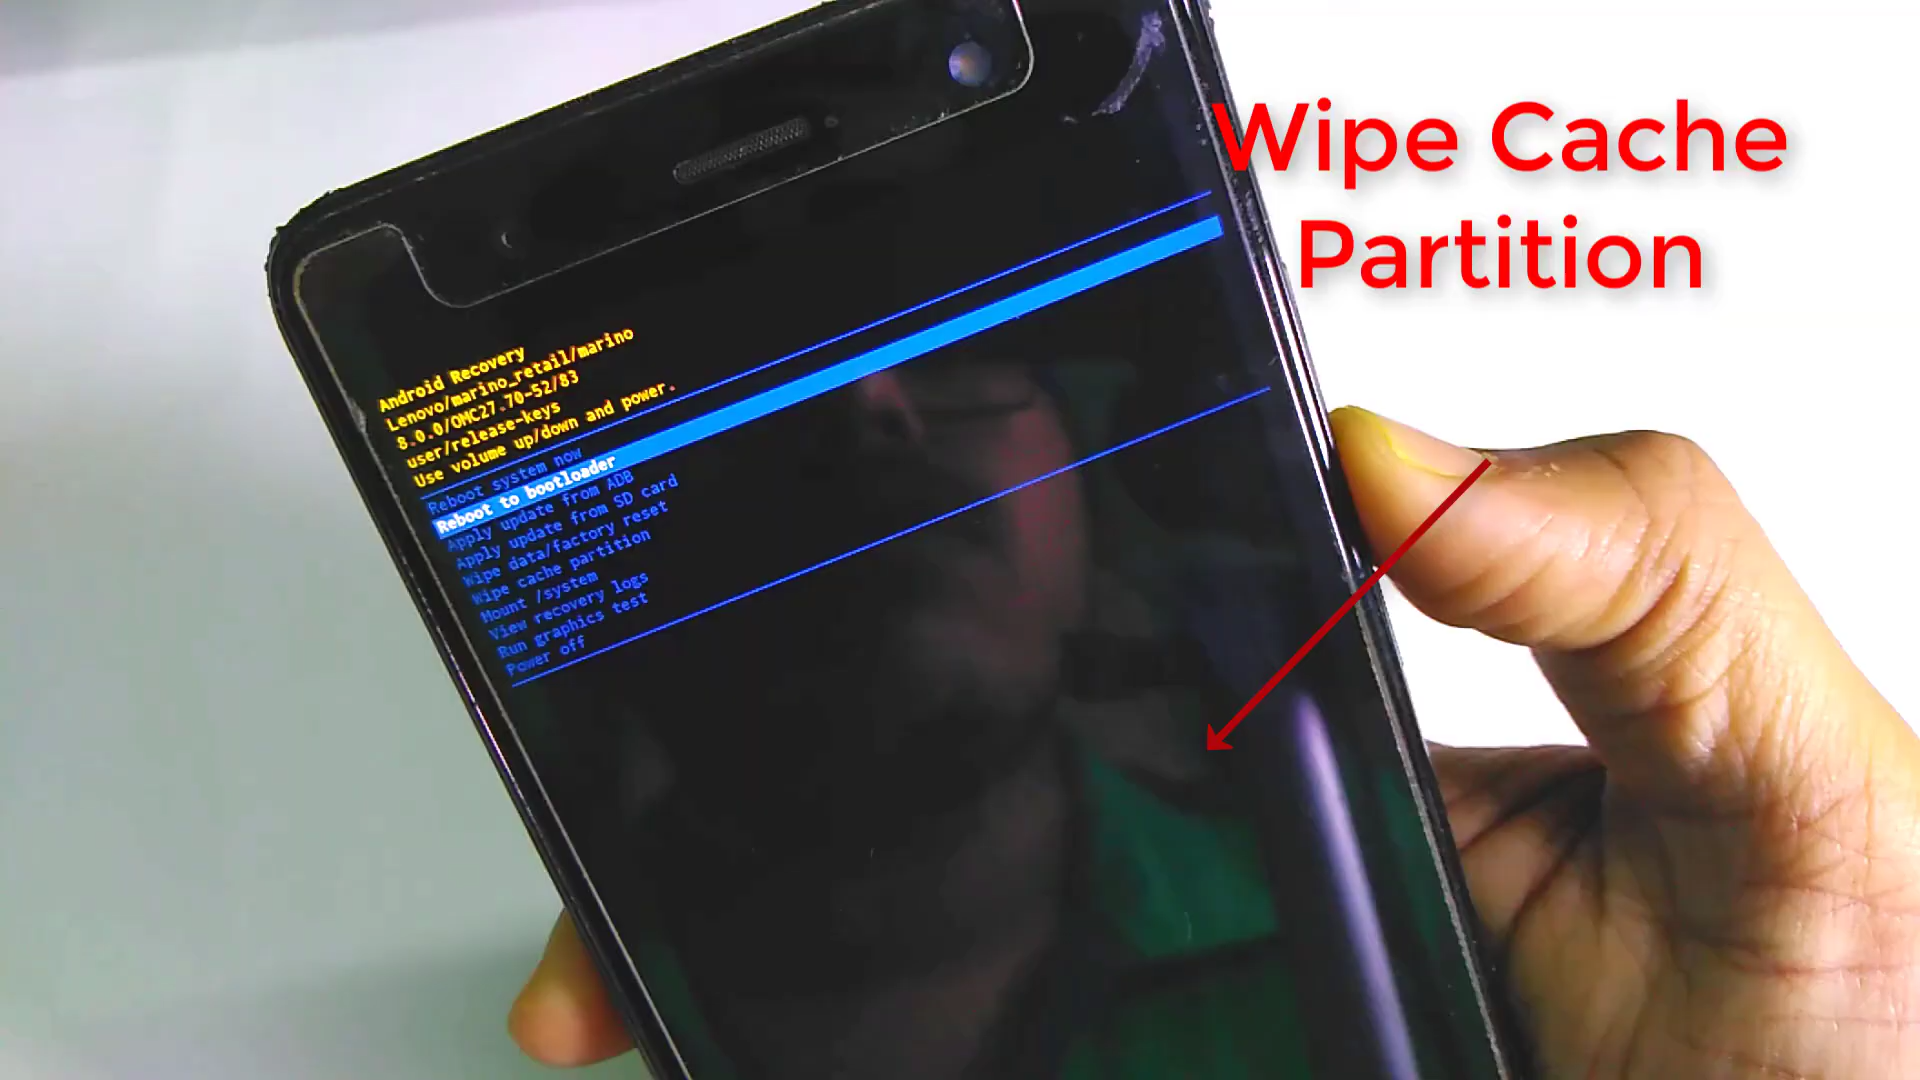 Wipe Cache
Partition
Android Recovery
Lenovo/marino_retail/marino
8.0.0/OMC27.70-52/83
user/release-keys
Use volume up/down and power.
Reboot system now
Reboot to bootloader
Apply update from ADB
Apply update from SD card
Wipe data/factory reset
Wipe cache partition
Mount /system
View recovery logs
Run graphics test
Power off